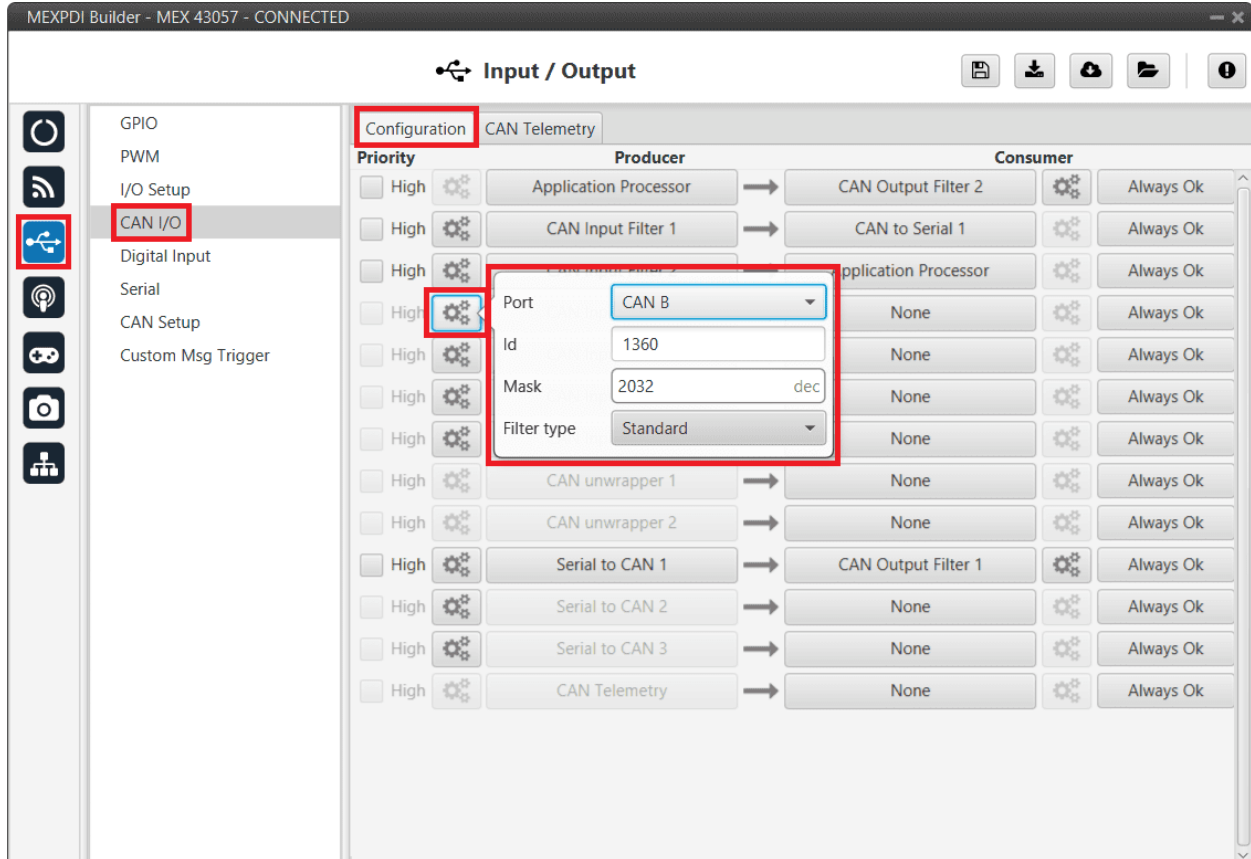 MEXPDI Builder - MEX 43057 - CONNECTED
Input / Output
GPIO
PWM
I/O Setup
CAN I/O
Digital Input
Serial
CAN Setup
Custom Msg Trigger
Configuration CAN Telemetry
Priority Producer Consumer
High Application Processor CAN Output Filter 2 Always Ok
High CAN Input Filter 1 CAN to Serial 1 Always Ok
High CAN Input Filter 2 Application Processor Always Ok
High None Always Ok
High None Always Ok
High None Always Ok
High None Always Ok
Port CAN B
Id 1360
Mask 2032 dec
Filter type Standard
High CAN unwrapper 1 None Always Ok
High CAN unwrapper 2 None Always Ok
High Serial to CAN 1 CAN Output Filter 1 Always Ok
High Serial to CAN 2 None Always Ok
High Serial to CAN 3 None Always Ok
High CAN Telemetry None Always Ok